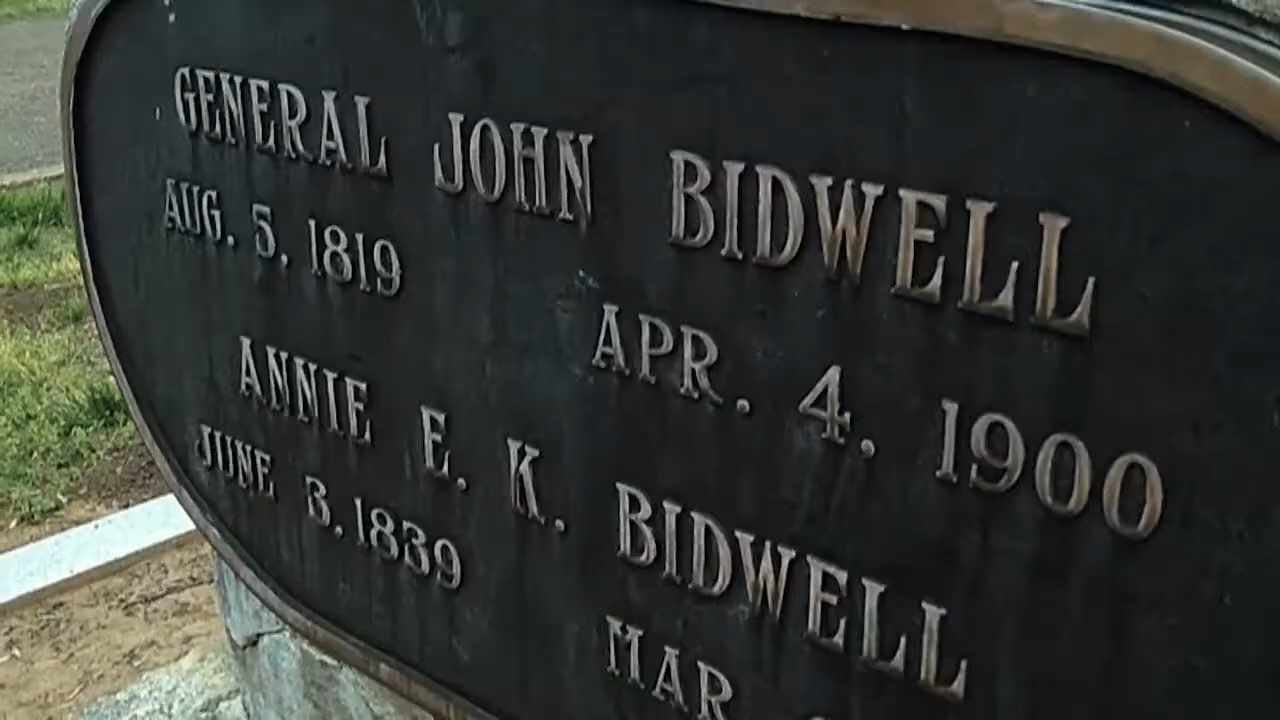 GENERAL JOHN BIDWELL
AUG. 5. 1819
APR. 4. 1900
ANNIE E. K. BIDWELL
JUNE 3. 1839
MAR